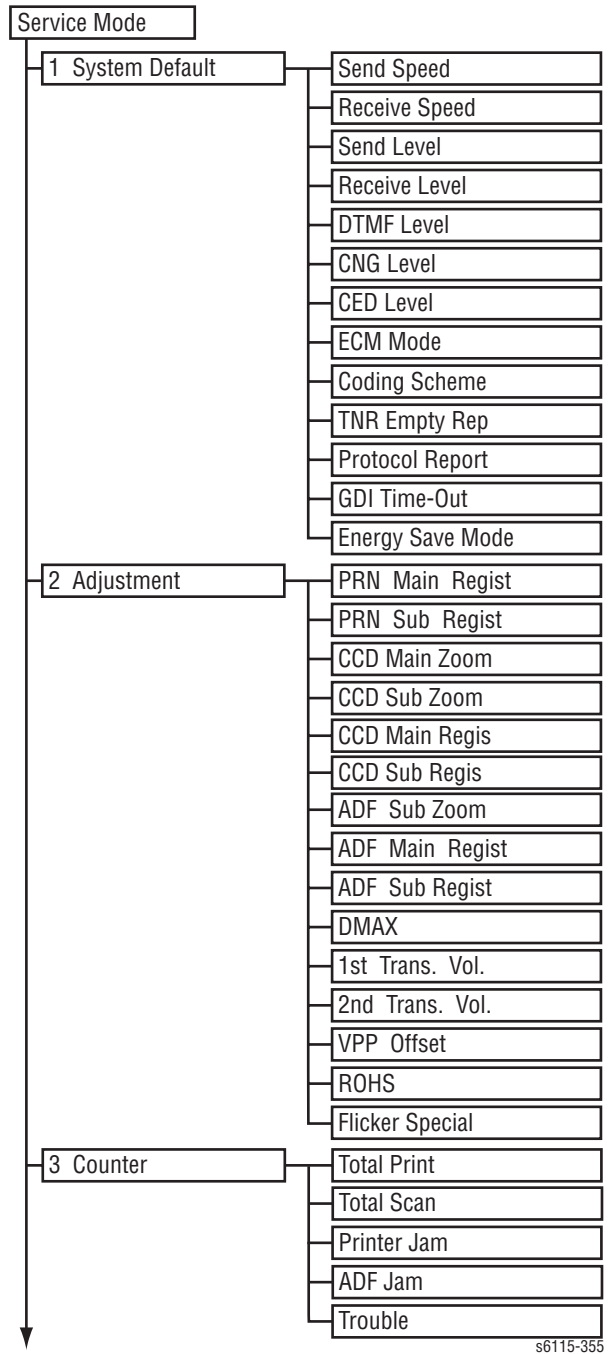 Service Mode
1 System Default
Send Speed
Receive Speed
Send Level
Receive Level
DTMF Level
CNG Level
CED Level
ECM Mode
Coding Scheme
TNR Empty Rep
Protocol Report
GDI Time-Out
Energy Save Mode
2 Adjustment
PRN Main Regist
PRN Sub Regist
CCD Main Zoom
CCD Sub Zoom
CCD Main Regis
CCD Sub Regis
ADF Sub Zoom
ADF Main Regist
ADF Sub Regist
DMAX
1st Trans. Vol.
2nd Trans. Vol.
VPP Offset
ROHS
Flicker Special
3 Counter
Total Print
Total Scan
Printer Jam
ADF Jam
Trouble
s6115-355